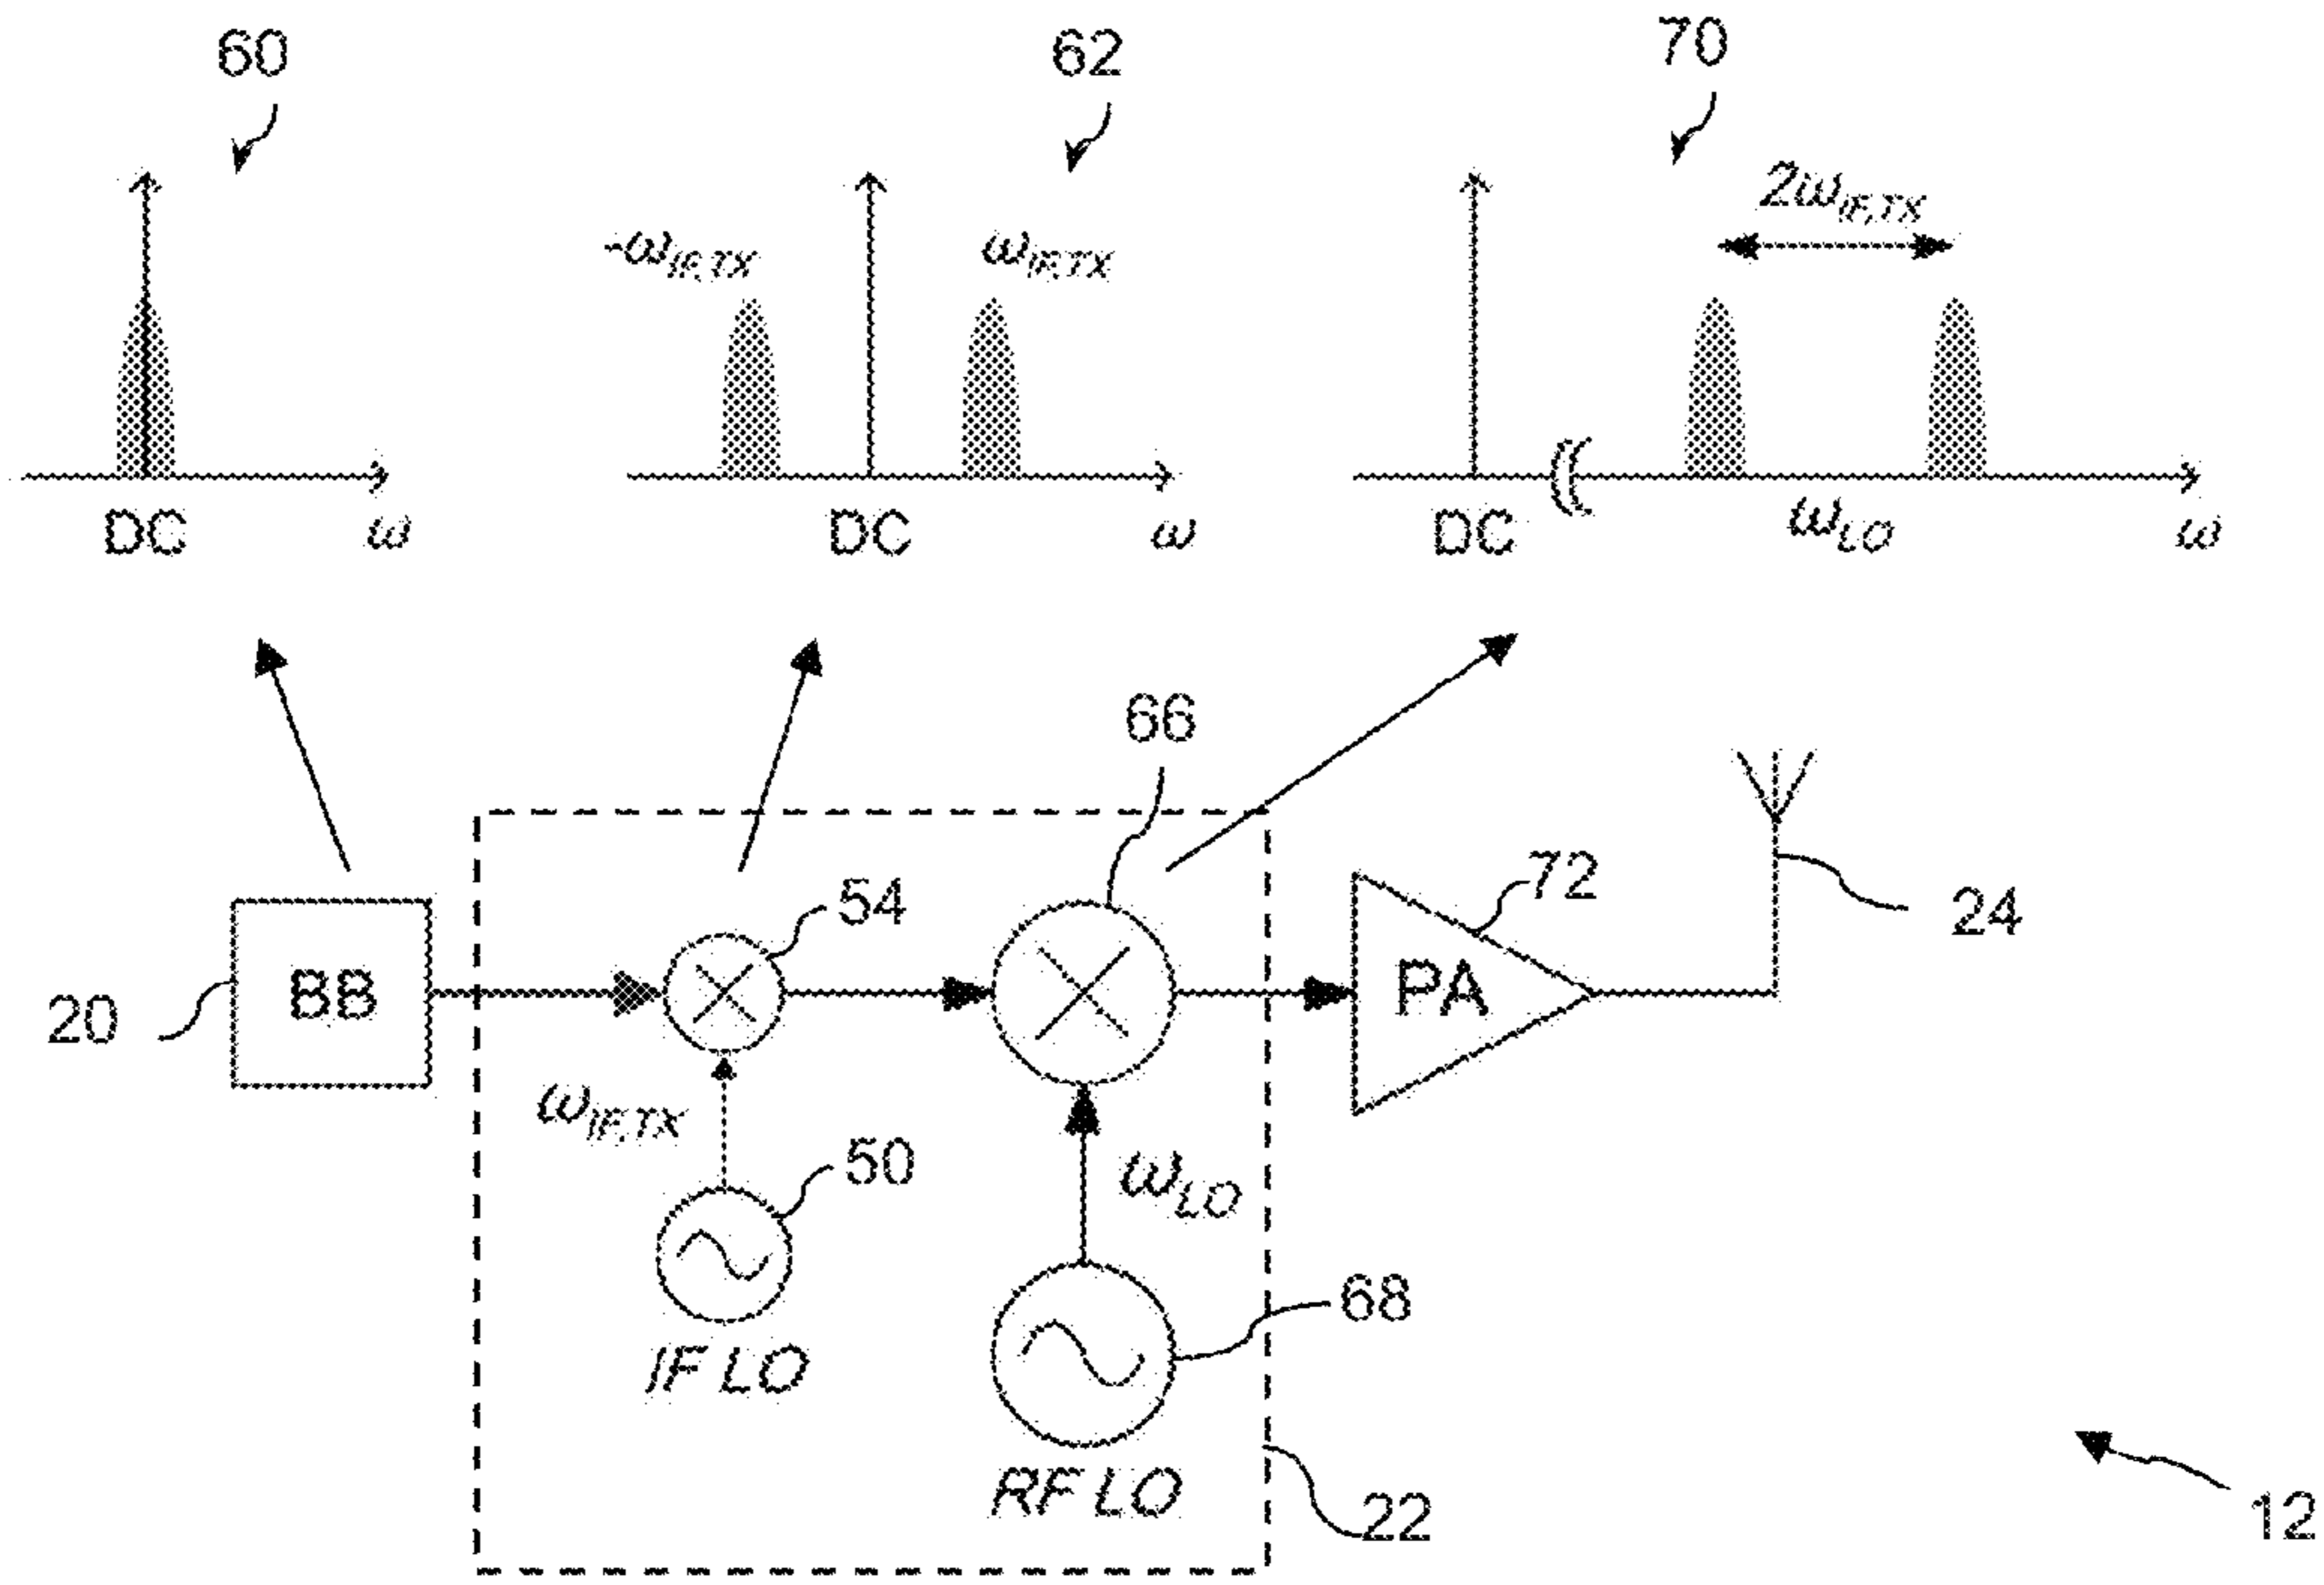 60
62
70
2ω_IF,TX
-ω_IF,TX
ω_IF,TX
DC
ω
DC
ω
DC
ω_LO
ω
66
54
72
24
20
BB
PA
ω_IF,TX
50
ω_LO
68
IF LO
RF LO
22
12